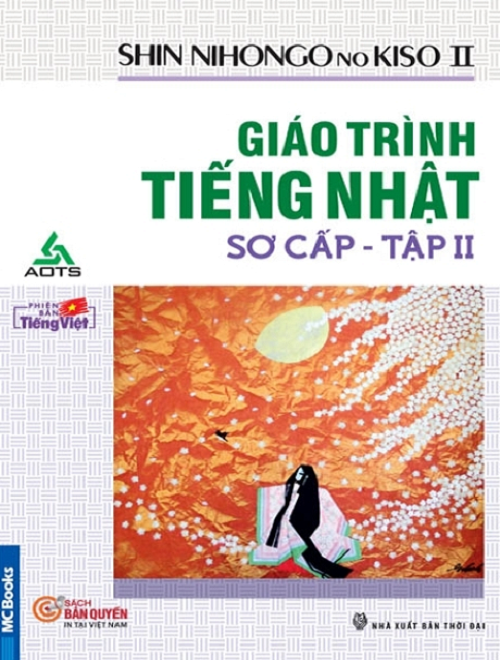 SHIN NIHONGO NO KISO II
GIÁO TRÌNH
TIẾNG NHẬT
SƠ CẤP - TẬP II
AOTS
PHIÊN
BẢN
Tiếng Việt
MCBooks
SÁCH
BẢN QUYỀN
IN TẠI VIỆT NAM
NHÀ XUẤT BẢN THỜI ĐẠI